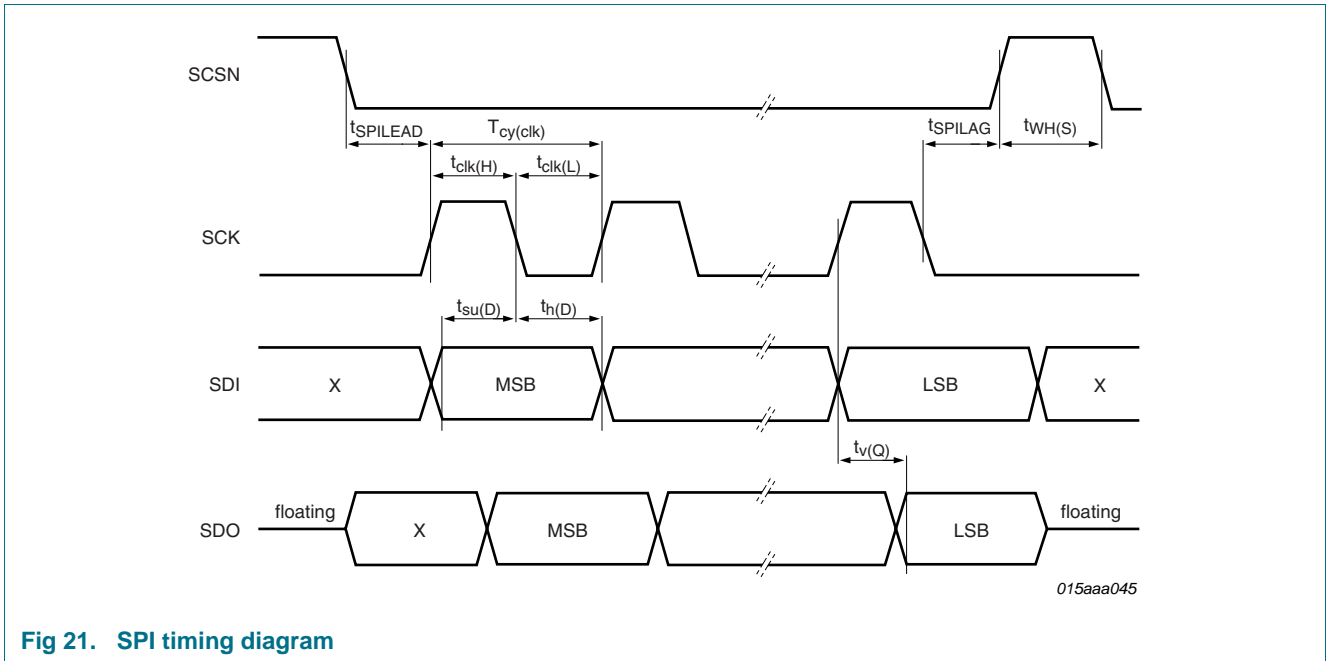 SCSN
tSPILEAD
Tcy(clk)
tSPILAG
tWH(S)
tclk(H)
tclk(L)
SCK
tsu(D)
th(D)
SDI
X
MSB
LSB
X
tv(Q)
SDO
floating
X
MSB
LSB
floating
015aaa045
Fig 21. SPI timing diagram